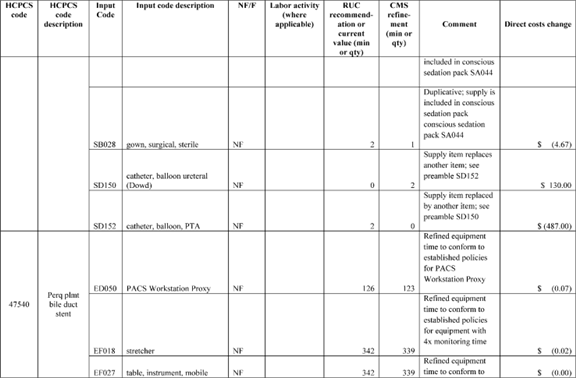 HCPCS code | HCPCS code description | Input Code | Input code description | NF/F | Labor activity (where applicable) | RUC recommend-ation or current value (min or qty) | CMS refine-ment (min or qty) | Comment | Direct costs change
included in conscious sedation pack SA044
SB028 | gown, surgical, sterile | NF | 2 | 1 | Duplicative; supply is included in conscious sedation pack conscious sedation pack SA044 | $ (4.67)
SD150 | catheter, balloon ureteral (Dowd) | NF | 0 | 2 | Supply item replaces another item; see preamble SD152 | $ 130.00
SD152 | catheter, balloon, PTA | NF | 2 | 0 | Supply item replaced by another item; see preamble SD150 | $ (487.00)
47540 | Perq plmt bile duct stent | ED050 | PACS Workstation Proxy | NF | 126 | 123 | Refined equipment time to conform to established policies for PACS Workstation Proxy | $ (0.07)
EF018 | stretcher | NF | 342 | 339 | Refined equipment time to conform to established policies for equipment with 4x monitoring time | $ (0.02)
EF027 | table, instrument, mobile | NF | 342 | 339 | Refined equipment time to conform to | $ (0.00)